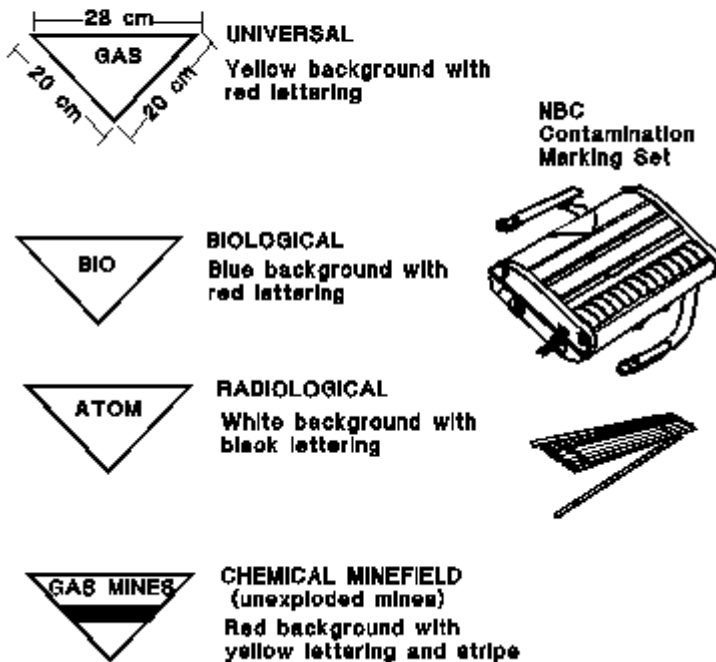 28 cm
GAS
20 cm
20 cm
UNIVERSAL
Yellow background with
red lettering
NBC
Contamination
Marking Set
BIO
BIOLOGICAL
Blue background with
red lettering
ATOM
RADIOLOGICAL
White background with
black lettering
GAS MINES
CHEMICAL MINEFIELD
(unexploded mines)
Red background with
yellow lettering and stripe